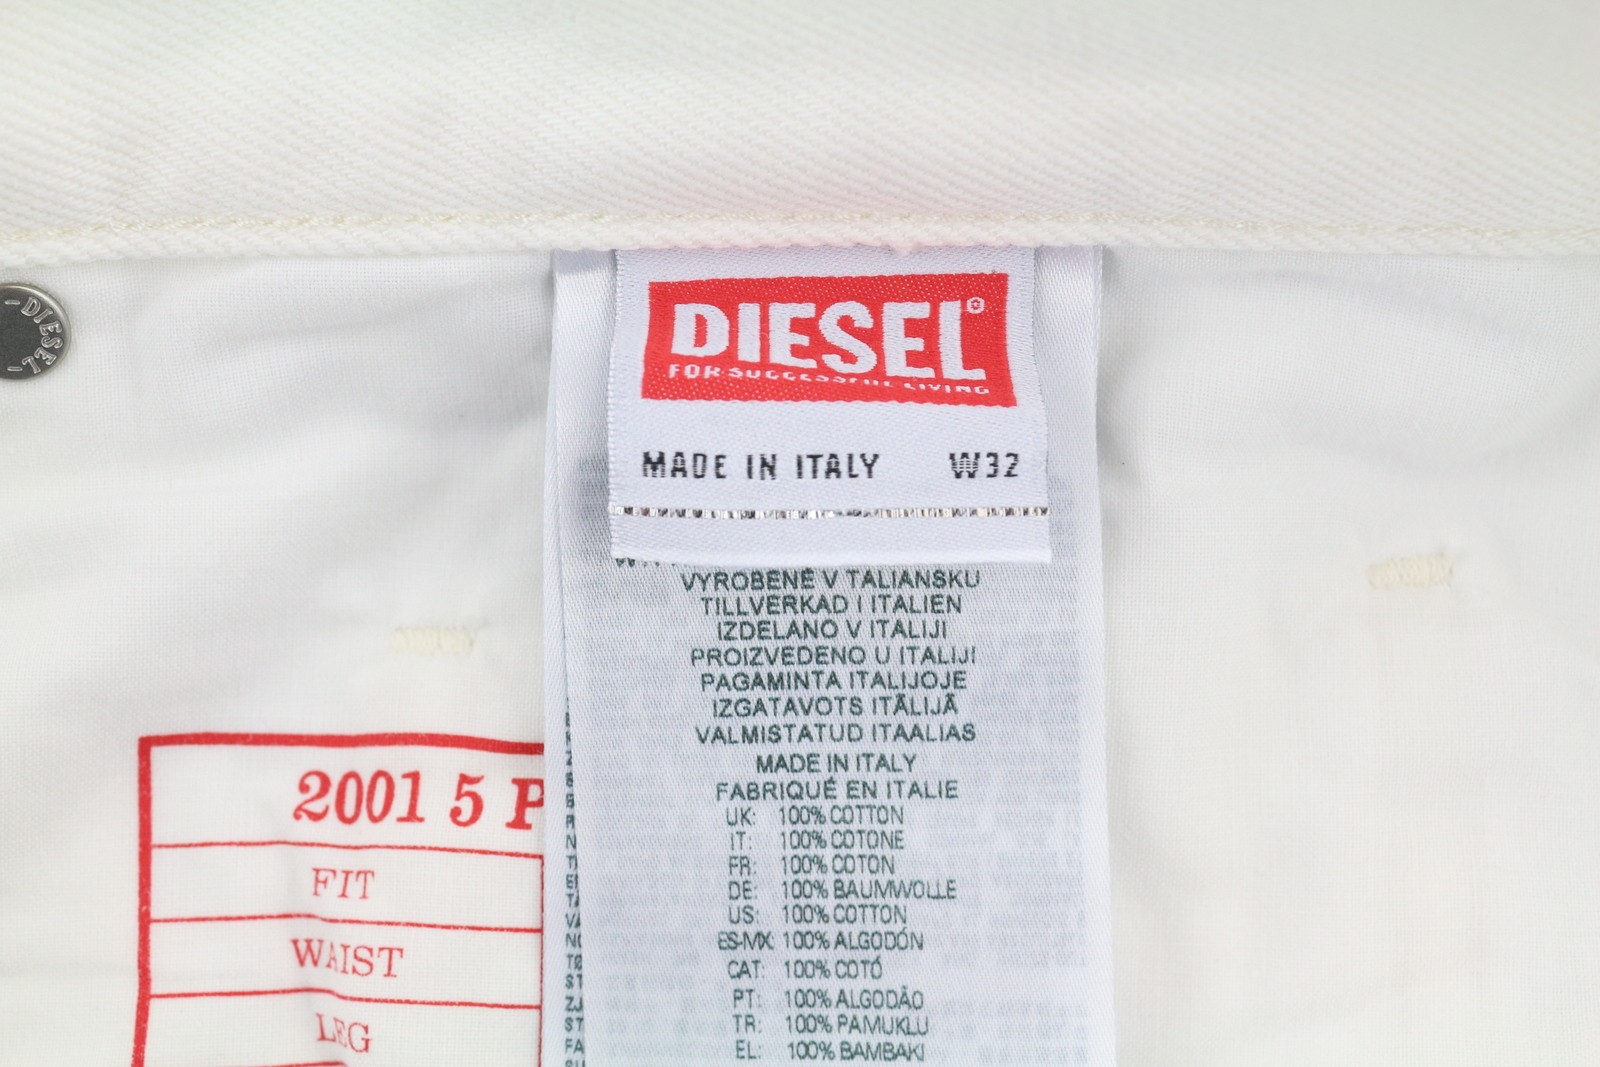 -DIESEL-
DIESEL
FOR SUCCESSFUL LIVING
MADE IN ITALY W32
VYROBENÉ V TALIANSKU
TILLVERKAD I ITALIEN
IZDELANO V ITALIJI
PROIZVEDENO U ITALIJI
PAGAMINTA ITALIJOJE
IZGATAVOTS ITĀLIJĀ
VALMISTATUD ITAALIAS
MADE IN ITALY
FABRIQUÉ EN ITALIE
UK: 100% COTTON
IT: 100% COTONE
FR: 100% COTON
DE: 100% BAUMWOLLE
US: 100% COTTON
ES-MX: 100% ALGODÓN
CAT: 100% COTÓ
PT: 100% ALGODÃO
TR: 100% PAMUKLU
EL: 100% BAMBAKI
2001 5 P
FIT
WAIST
LEG